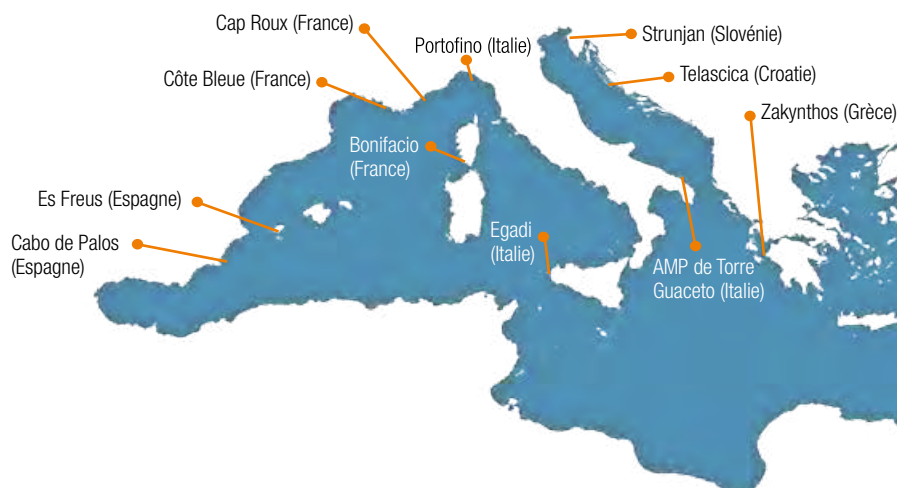 Cap Roux (France)
Portofino (Italie)
Strunjan (Slovénie)
Côte Bleue (France)
Telascica (Croatie)
Zakynthos (Grèce)
Bonifacio
(France)
Es Freus (Espagne)
Cabo de Palos
(Espagne)
Egadi
(Italie)
AMP de Torre
Guaceto (Italie)